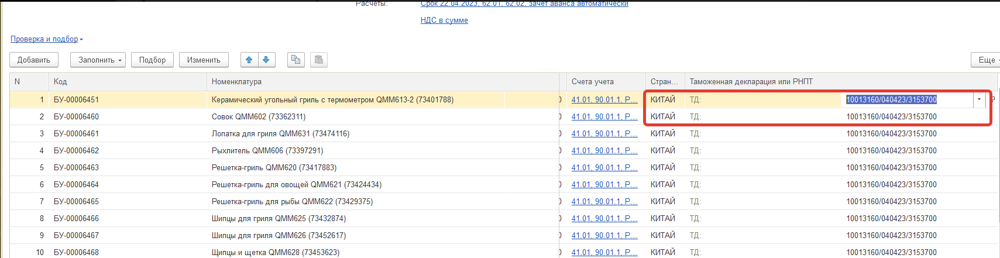 Расчеты: Срок 22.04.2023, 62.01, 62.02, зачет аванса автоматически
НДС в сумме
Проверка и подбор
Добавить Заполнить Подбор Изменить Еще
N Код Номенклатура Счета учета Стран... Таможенная декларация или РНПТ
1 БУ-00006451 Керамический угольный гриль с термометром QMM613-2 (73401788) 41.01, 90.01.1, Р... КИТАЙ ТД: 10013160/040423/3153700
2 БУ-00006460 Совок QMM602 (73362311) 41.01, 90.01.1, Р... КИТАЙ ТД: 10013160/040423/3153700
3 БУ-00006461 Лопатка для гриля QMM631 (73474116) 41.01, 90.01.1, Р... КИТАЙ ТД: 10013160/040423/3153700
4 БУ-00006462 Рыхлитель QMM606 (73397291) 41.01, 90.01.1, Р... КИТАЙ ТД: 10013160/040423/3153700
5 БУ-00006463 Решетка-гриль QMM620 (73417883) 41.01, 90.01.1, Р... КИТАЙ ТД: 10013160/040423/3153700
6 БУ-00006464 Решетка-гриль для овощей QMM621 (73424434) 41.01, 90.01.1, Р... КИТАЙ ТД: 10013160/040423/3153700
7 БУ-00006465 Решетка-гриль для рыбы QMM622 (73429375) 41.01, 90.01.1, Р... КИТАЙ ТД: 10013160/040423/3153700
8 БУ-00006466 Шипцы для гриля QMM625 (73432874) 41.01, 90.01.1, Р... КИТАЙ ТД: 10013160/040423/3153700
9 БУ-00006467 Шипцы для гриля QMM626 (73452617) 41.01, 90.01.1, Р... КИТАЙ ТД: 10013160/040423/3153700
10 БУ-00006468 Щипцы и щетка QMM628 (73453623) 41.01, 90.01.1, Р... КИТАЙ ТД: 10013160/040423/3153700